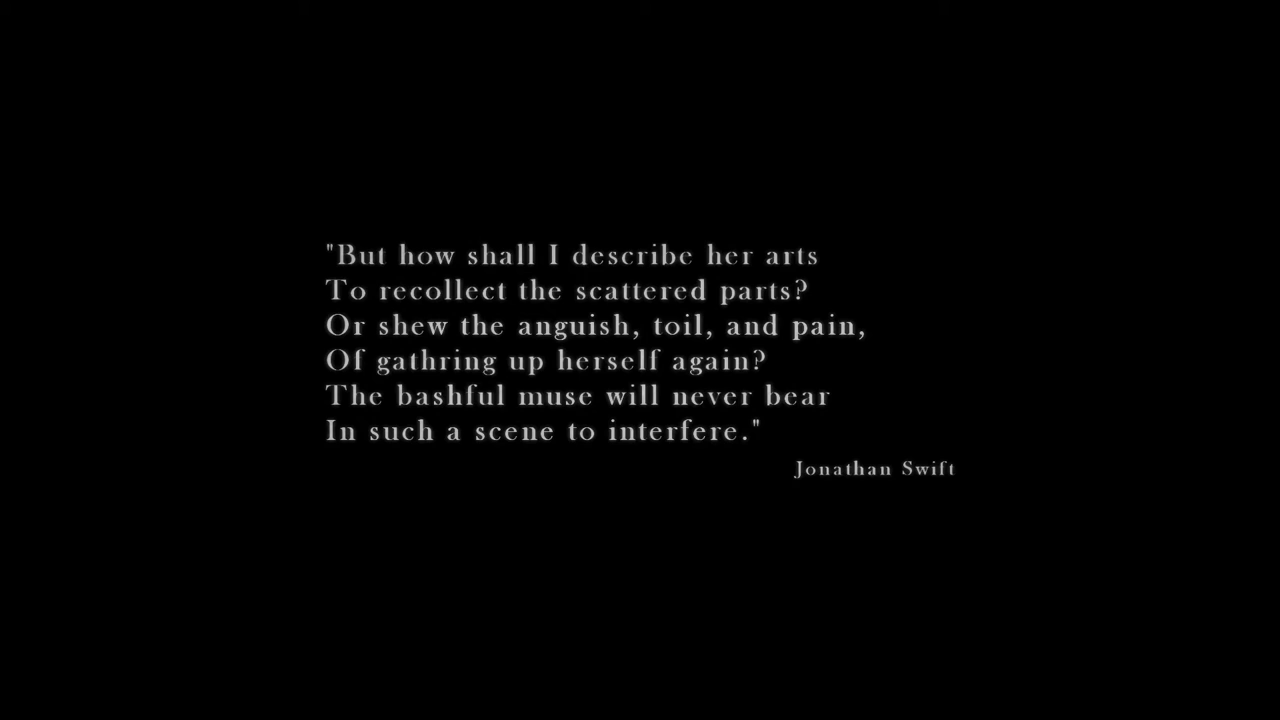 "But how shall I describe her arts
To recollect the scattered parts?
Or shew the anguish, toil, and pain,
Of gathring up herself again?
The bashful muse will never bear
In such a scene to interfere."
Jonathan Swift